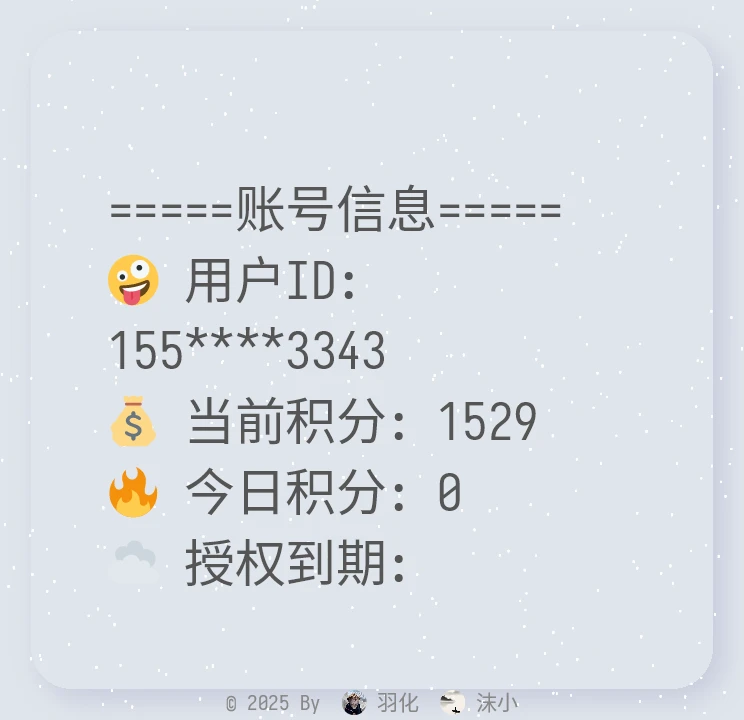 =====账号信息=====
🤪 用户ID:
155****3343
💰 当前积分: 1529
🔥 今日积分: 0
☁️ 授权到期:
© 2025 By 羽化 沫小